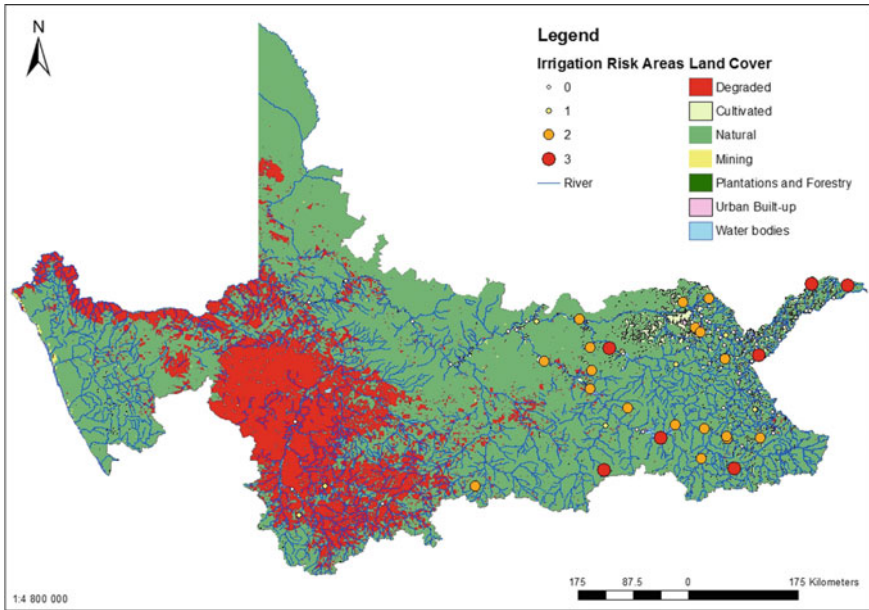 N
Legend
Irrigation Risk Areas Land Cover
0
1
2
3
River
Degraded
Cultivated
Natural
Mining
Plantations and Forestry
Urban Built-up
Water bodies
1:4 800 000
175 87.5 0 175 Kilometers